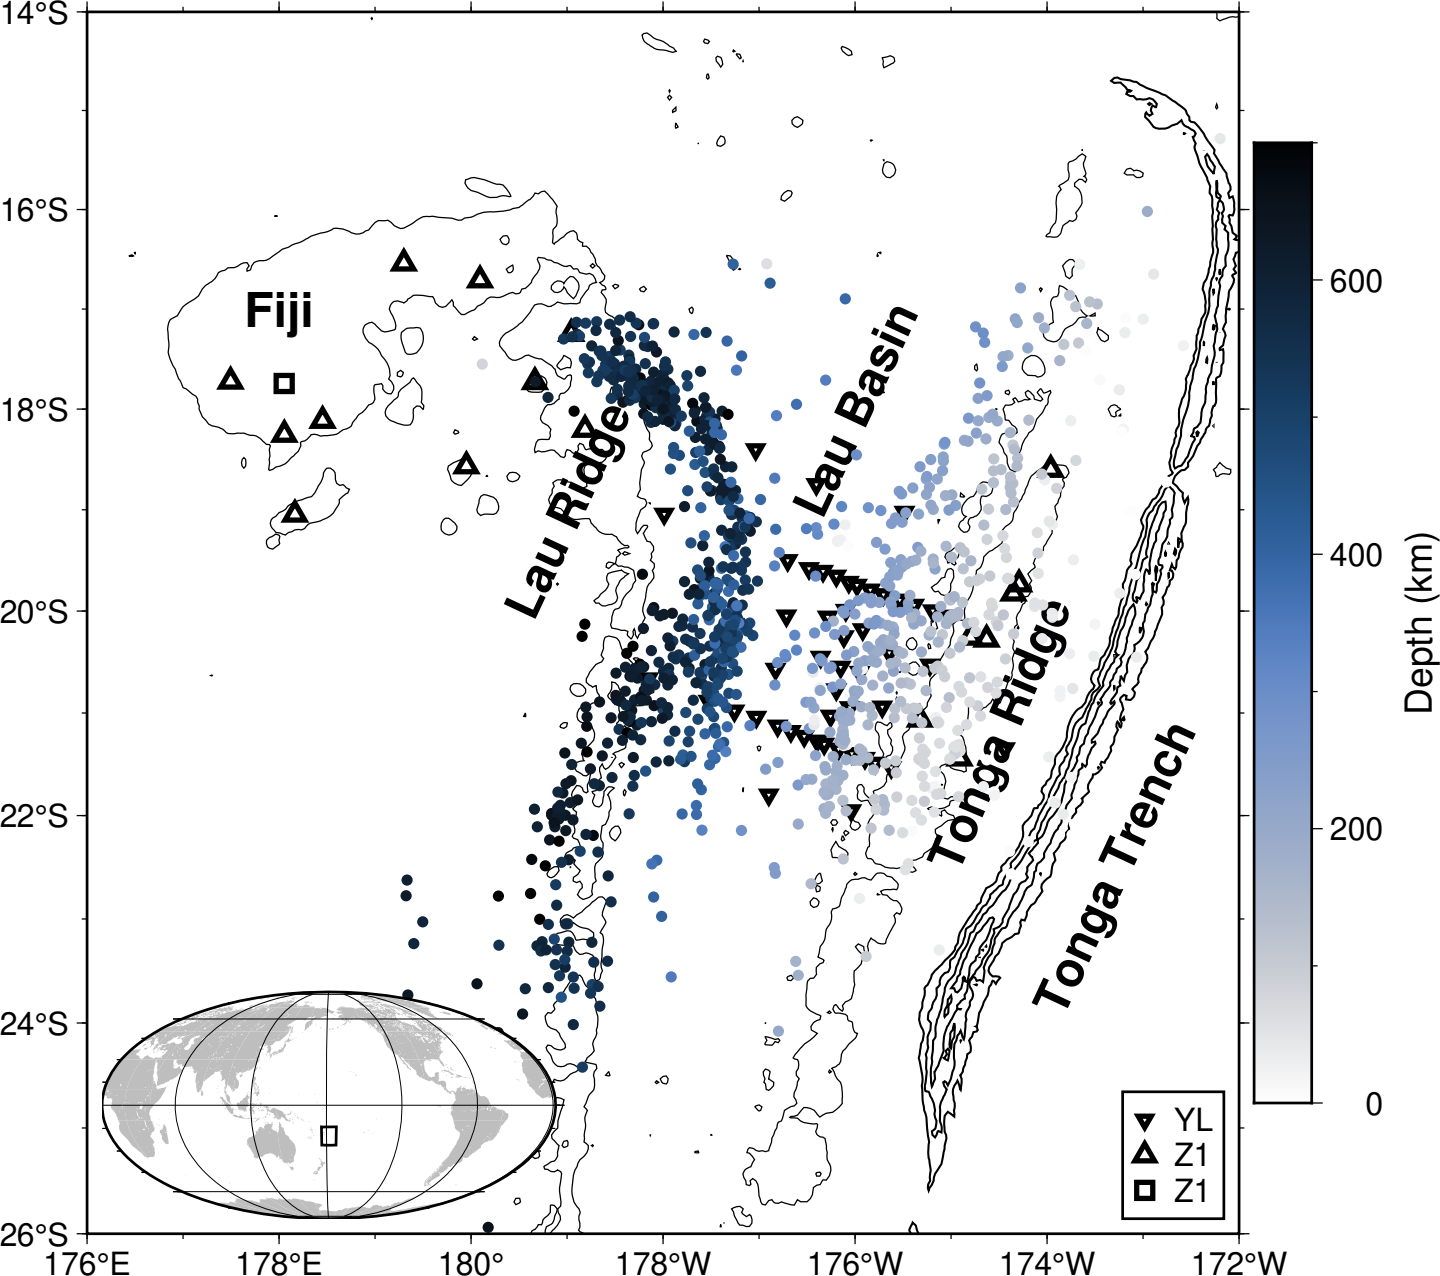 14°S
16°S
18°S
20°S
22°S
24°S
26°S
176°E
178°E
180°
178°W
176°W
174°W
172°W
Fiji
Lau Ridge
Lau Basin
Tonga Ridge
Tonga Trench
YL
Z1
Z1
600
400
200
0
Depth (km)